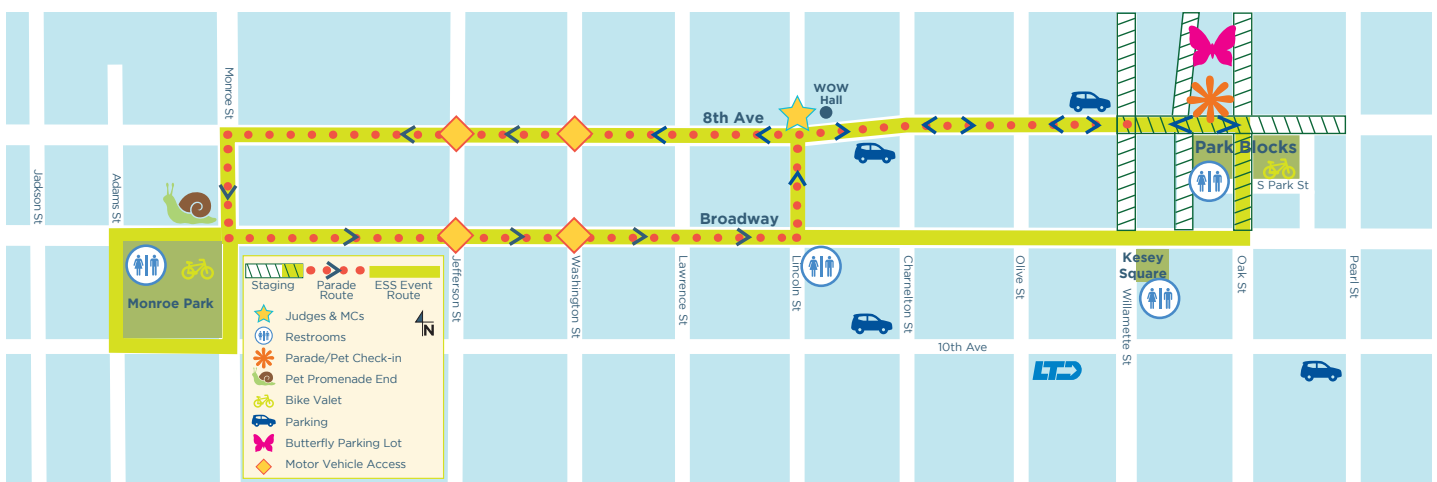 Monroe St
8th Ave
WOW
Hall
Park Blocks
S Park St
Jackson St
Adams St
Broadway
Monroe Park
Jefferson St
Washington St
Lawrence St
Lincoln St
Charnelton St
Olive St
Kesey
Square
Willamette St
Oak St
Pearl St
10th Ave
LTD
Staging
Parade
Route
ESS Event
Route
Judges & MCs
N
Restrooms
Parade/Pet Check-in
Pet Promenade End
Bike Valet
Parking
Butterfly Parking Lot
Motor Vehicle Access